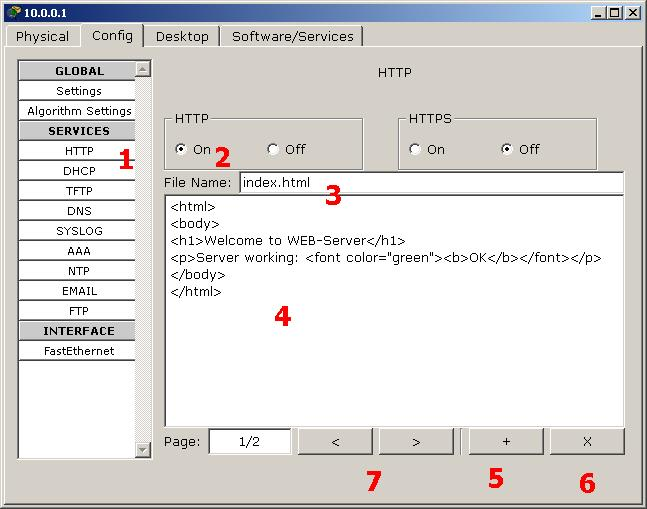 10.0.0.1
Physical Config Desktop Software/Services
GLOBAL
Settings
Algorithm Settings
SERVICES
HTTP 1
DHCP
TFTP
DNS
SYSLOG
AAA
NTP
EMAIL
FTP
INTERFACE
FastEthernet
HTTP
HTTP
On 2 Off
HTTPS
On Off
File Name: index.html 3
<html>
<body>
<h1>Welcome to WEB-Server</h1>
<p>Server working: <font color="green"><b>OK</b></font></p>
</body>
</html>
4
Page: 1/2 < > + X
7 5 6